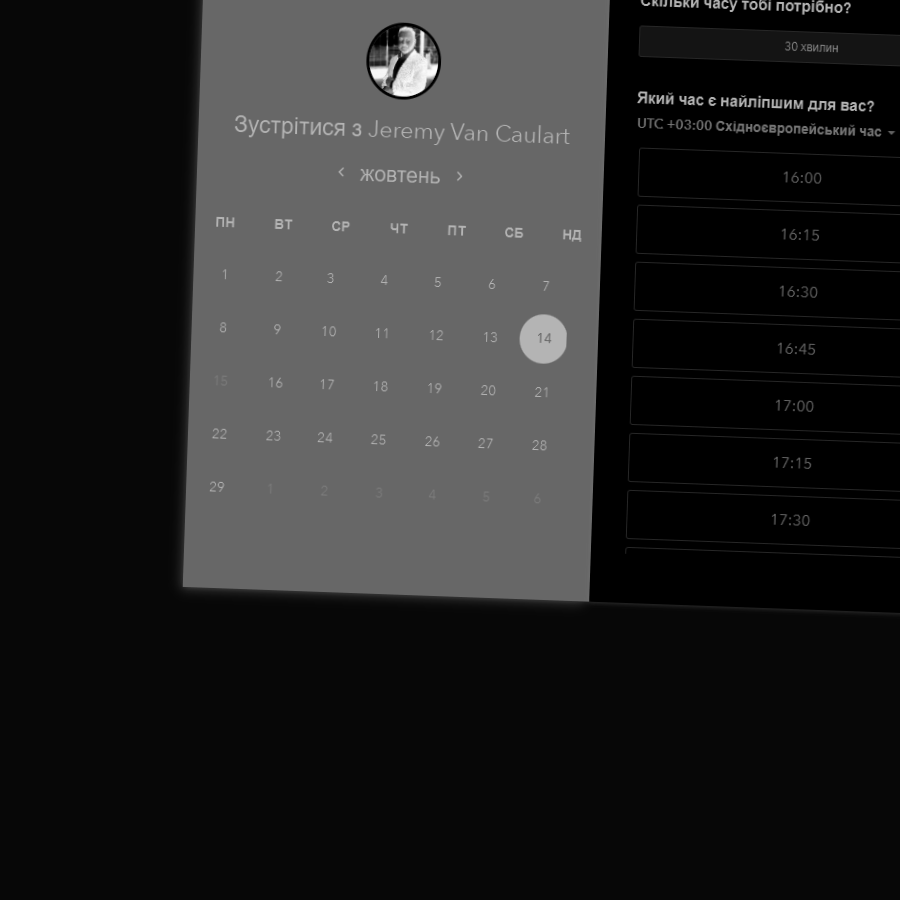 Зустрітися з Jeremy Van Caulart
‹ жовтень ›
ПН ВТ СР ЧТ ПТ СБ НД
1 2 3 4 5 6 7
8 9 10 11 12 13 14
15 16 17 18 19 20 21
22 23 24 25 26 27 28
29 1 2 3 4 5 6
Скільки часу тобі потрібно?
30 хвилин
Який час є найліпшим для вас?
UTC +03:00 Східноєвропейський час
16:00
16:15
16:30
16:45
17:00
17:15
17:30